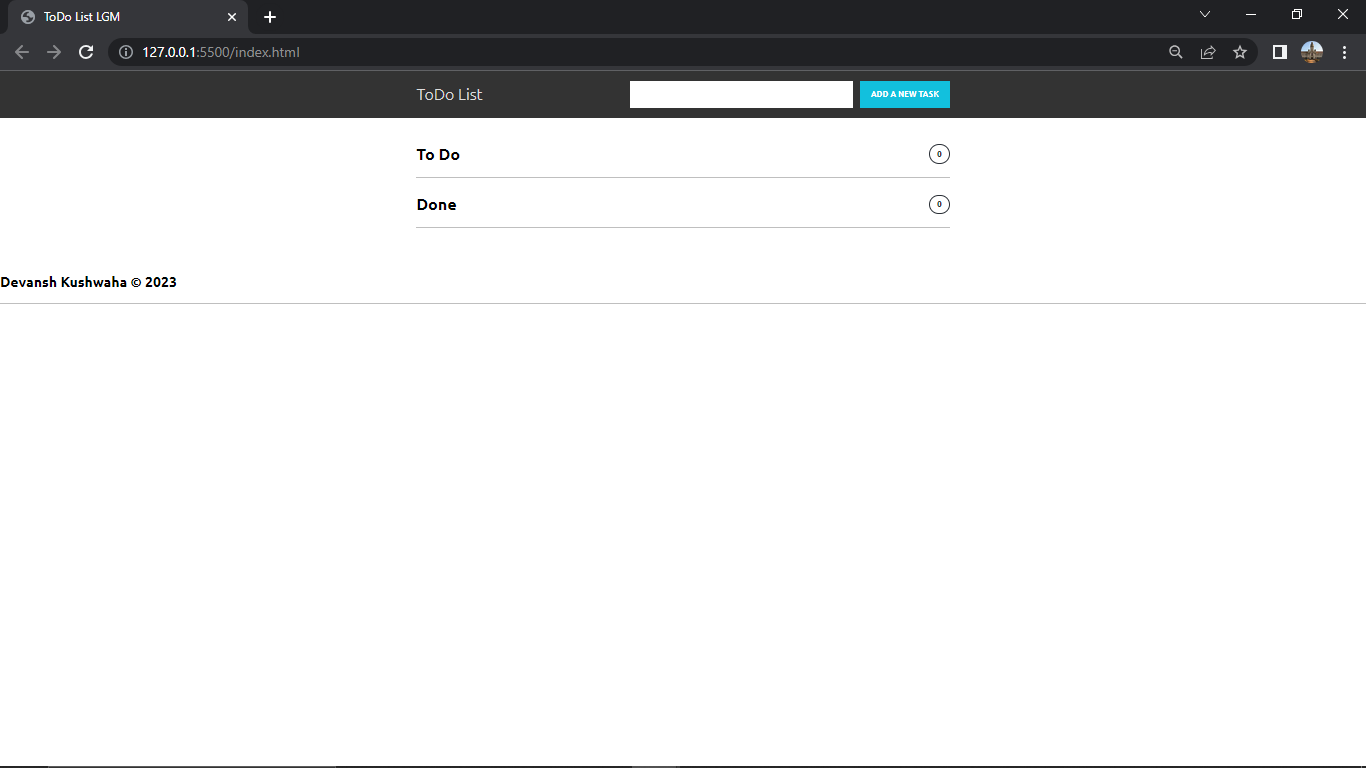 ToDo List LGM
127.0.0.1:5500/index.html
ToDo List
ADD A NEW TASK
To Do 0
Done 0
Devansh Kushwaha © 2023